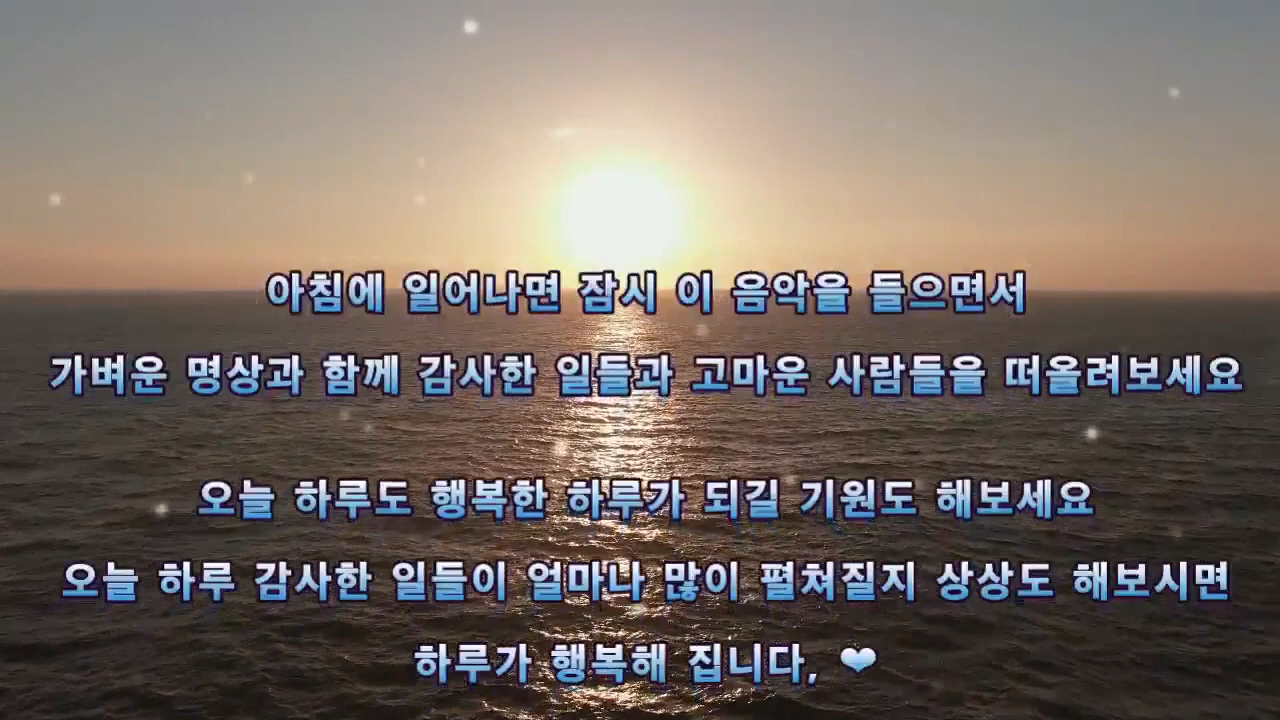 아침에 일어나면 잠시 이 음악을 들으면서
가벼운 명상과 함께 감사한 일들과 고마운 사람들을 떠올려보세요
오늘 하루도 행복한 하루가 되길 기원도 해보세요
오늘 하루 감사한 일들이 얼마나 많이 펼쳐질지 상상도 해보시면
하루가 행복해 집니다, ❤